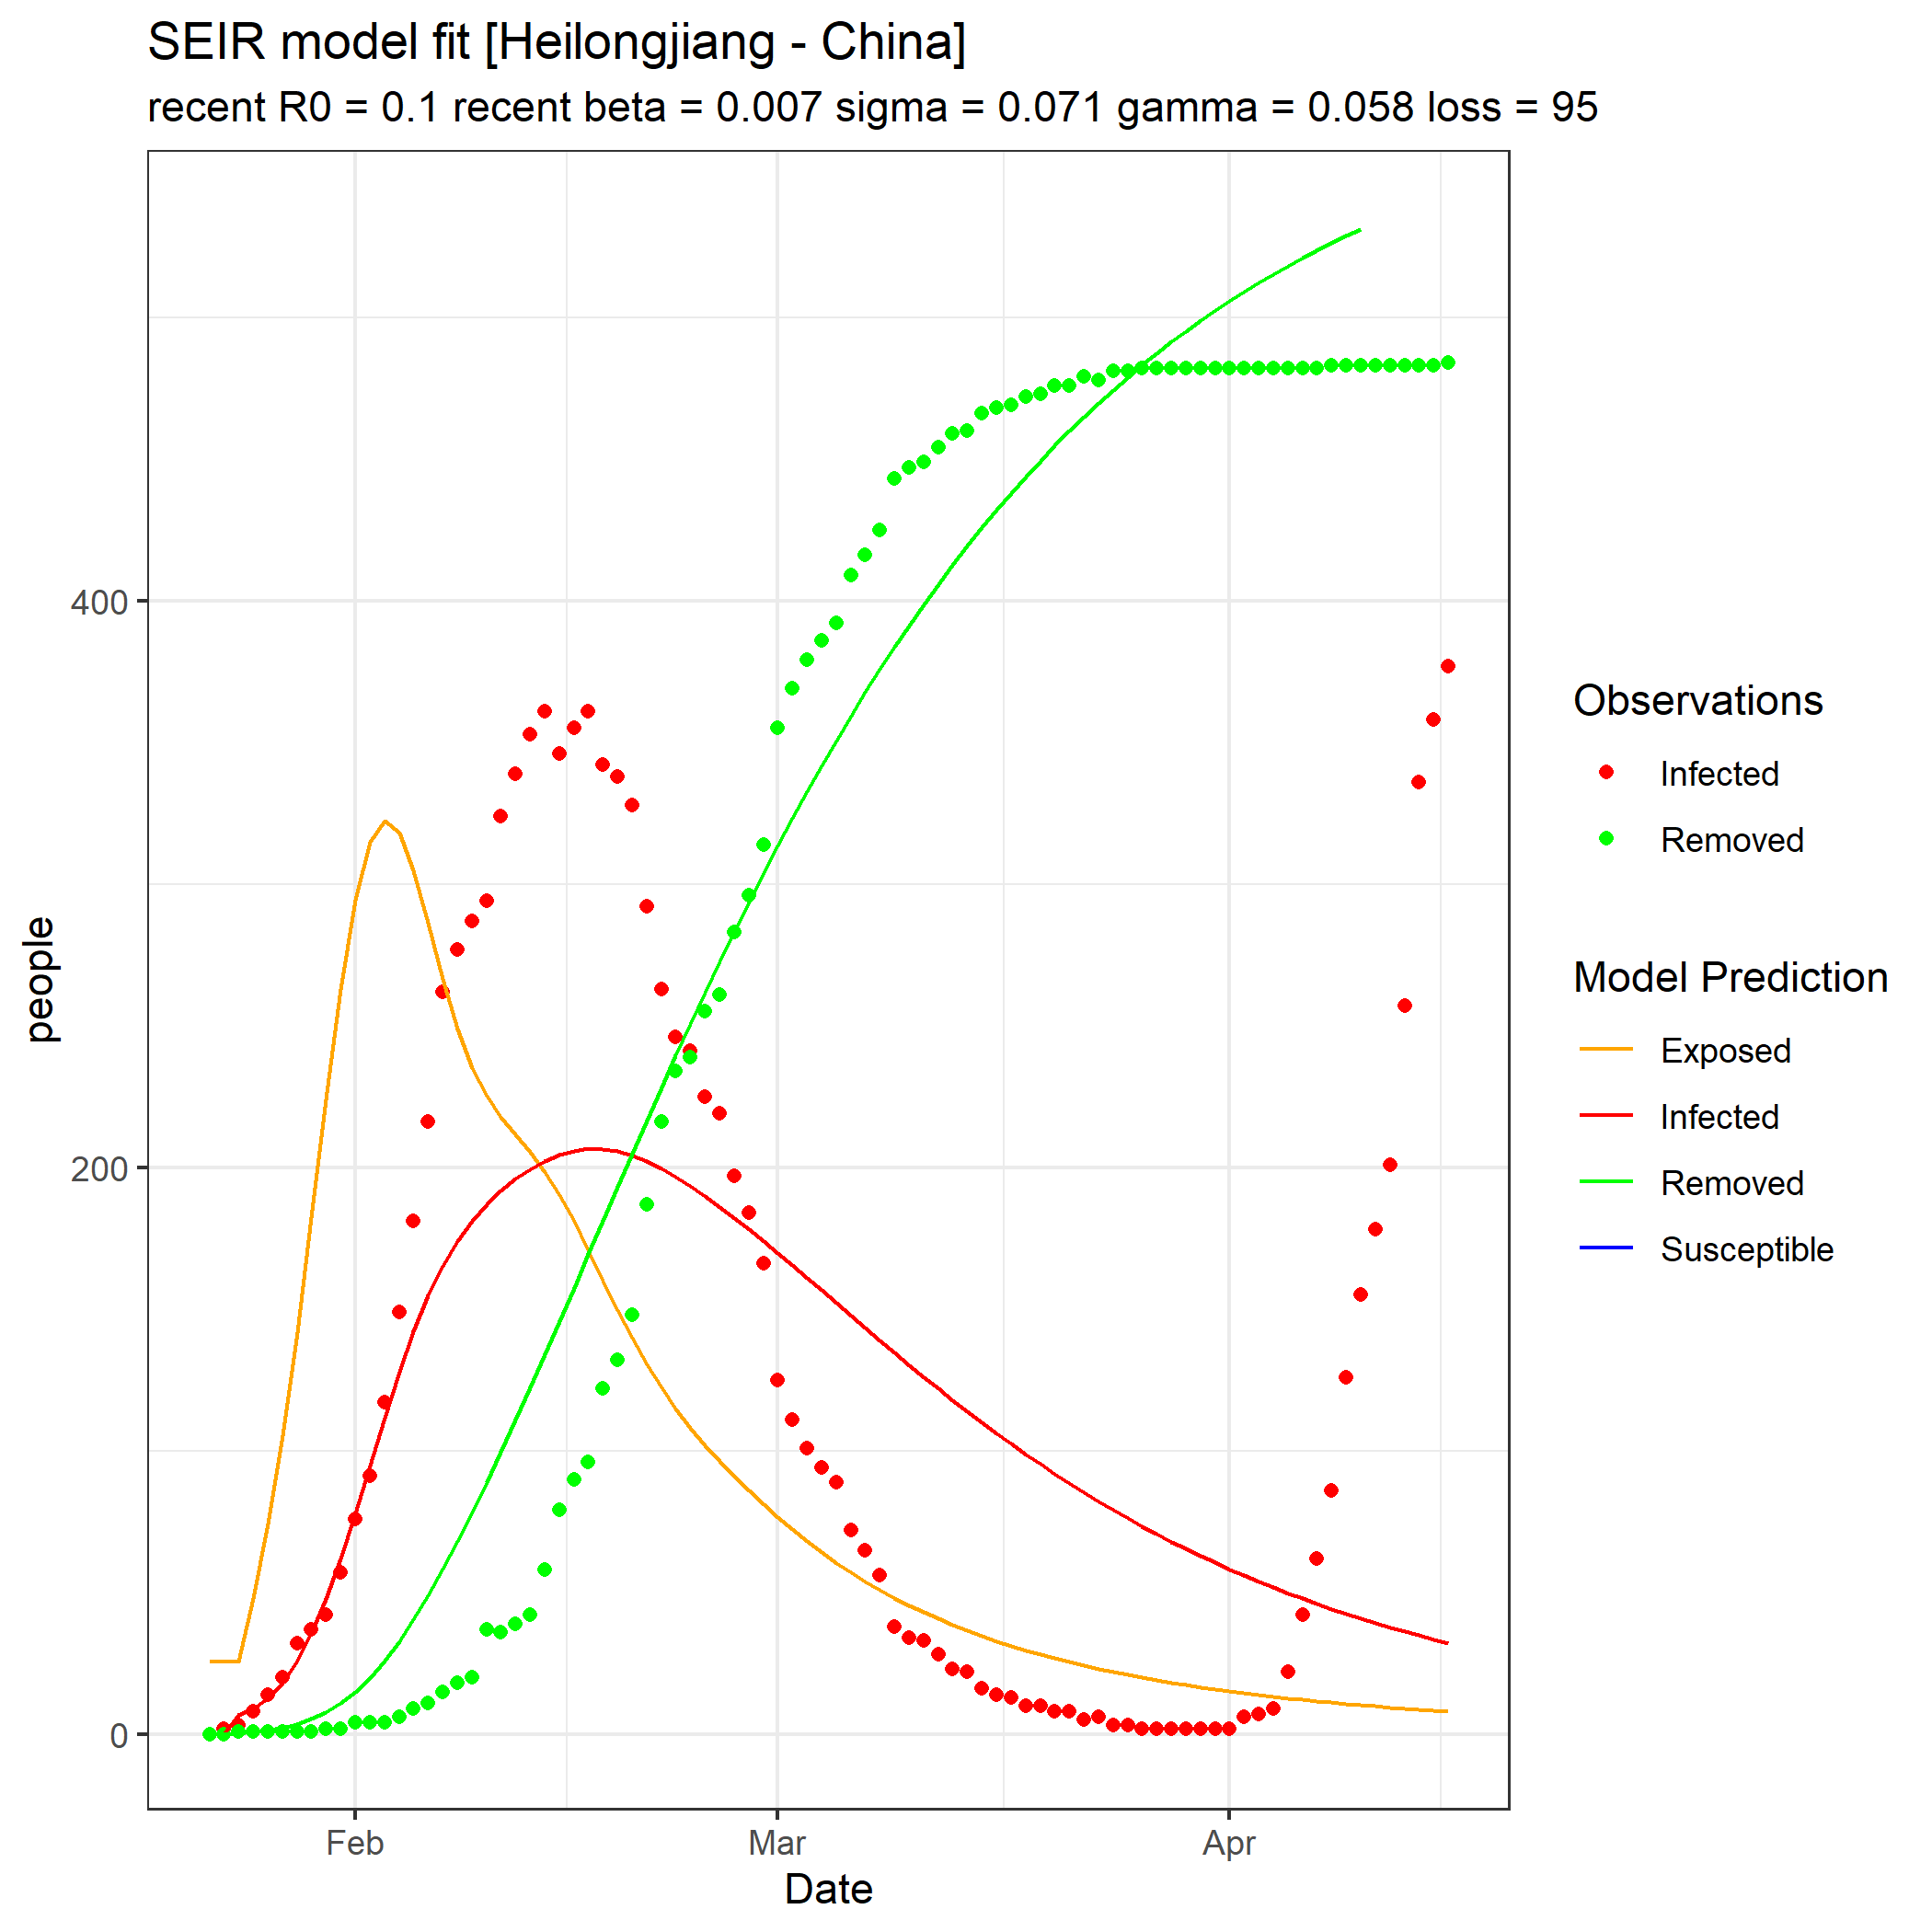 SEIR model fit [Heilongjiang - China]
recent R0 = 0.1 recent beta = 0.007 sigma = 0.071 gamma = 0.058 loss = 95
400
200
0
people
Feb
Mar
Apr
Date
Observations
Infected
Removed
Model Prediction
Exposed
Infected
Removed
Susceptible